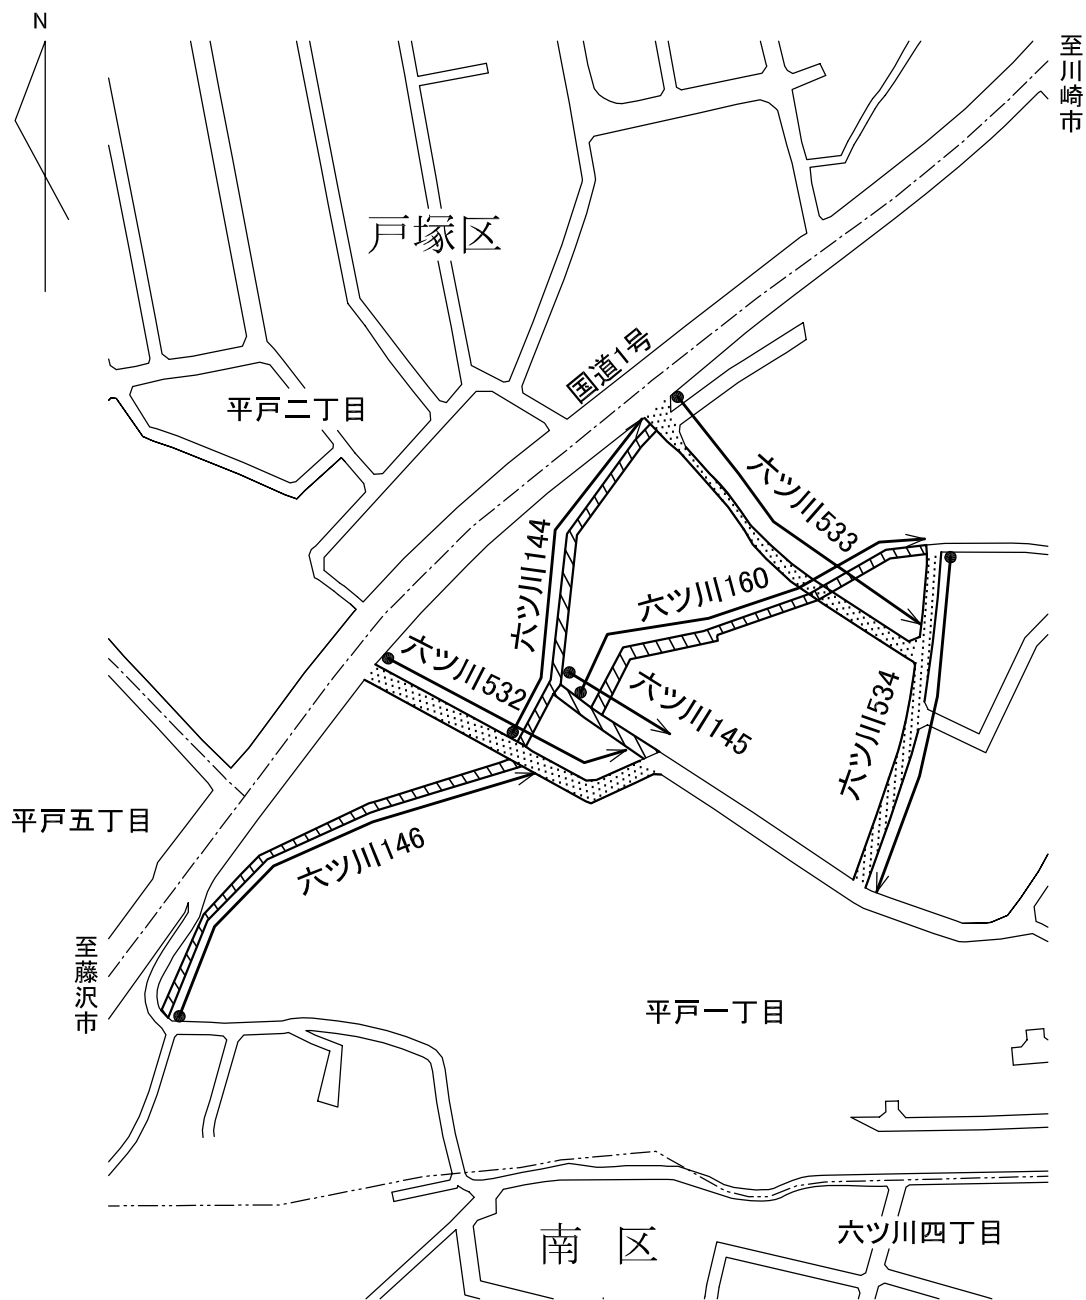 N
至川崎市
戸塚区
国道1号
平戸二丁目
六ツ川533
六ツ川144
六ツ川160
六ツ川532
六ツ川145
六ツ川534
平戸五丁目
六ツ川146
至藤沢市
平戸一丁目
南区
六ツ川四丁目